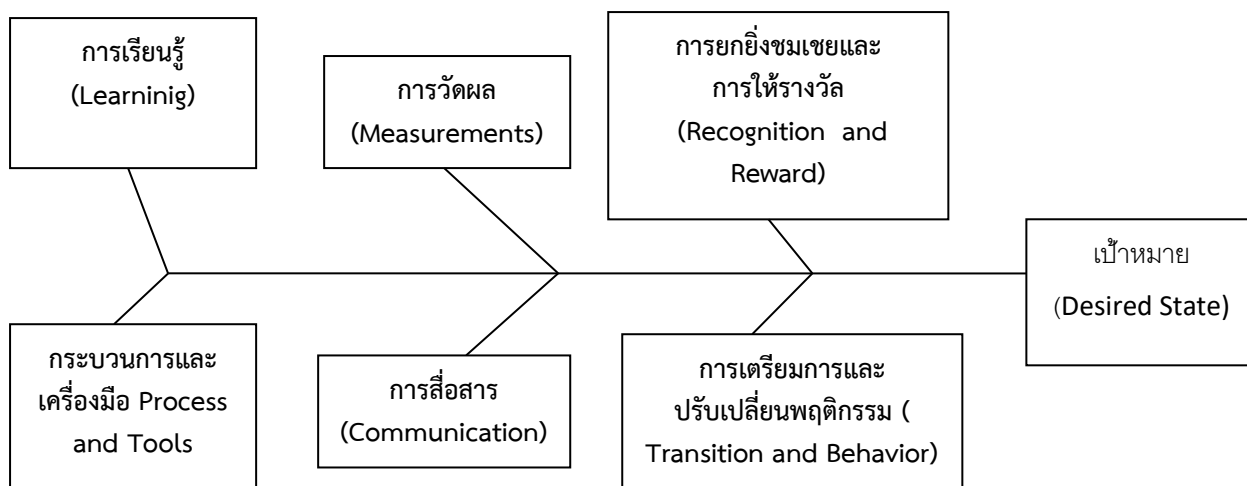 การเรียนรู้
(Learninig)
การวัดผล
(Measurements)
การยกยิ่งชมเชยและ
การให้รางวัล
(Recognition and
Reward)
เป้าหมาย
(Desired State)
กระบวนการและ
เครื่องมือ Process
and Tools
การสื่อสาร
(Communication)
การเตรียมการและ
ปรับเปลี่ยนพฤติกรรม (
Transition and Behavior)